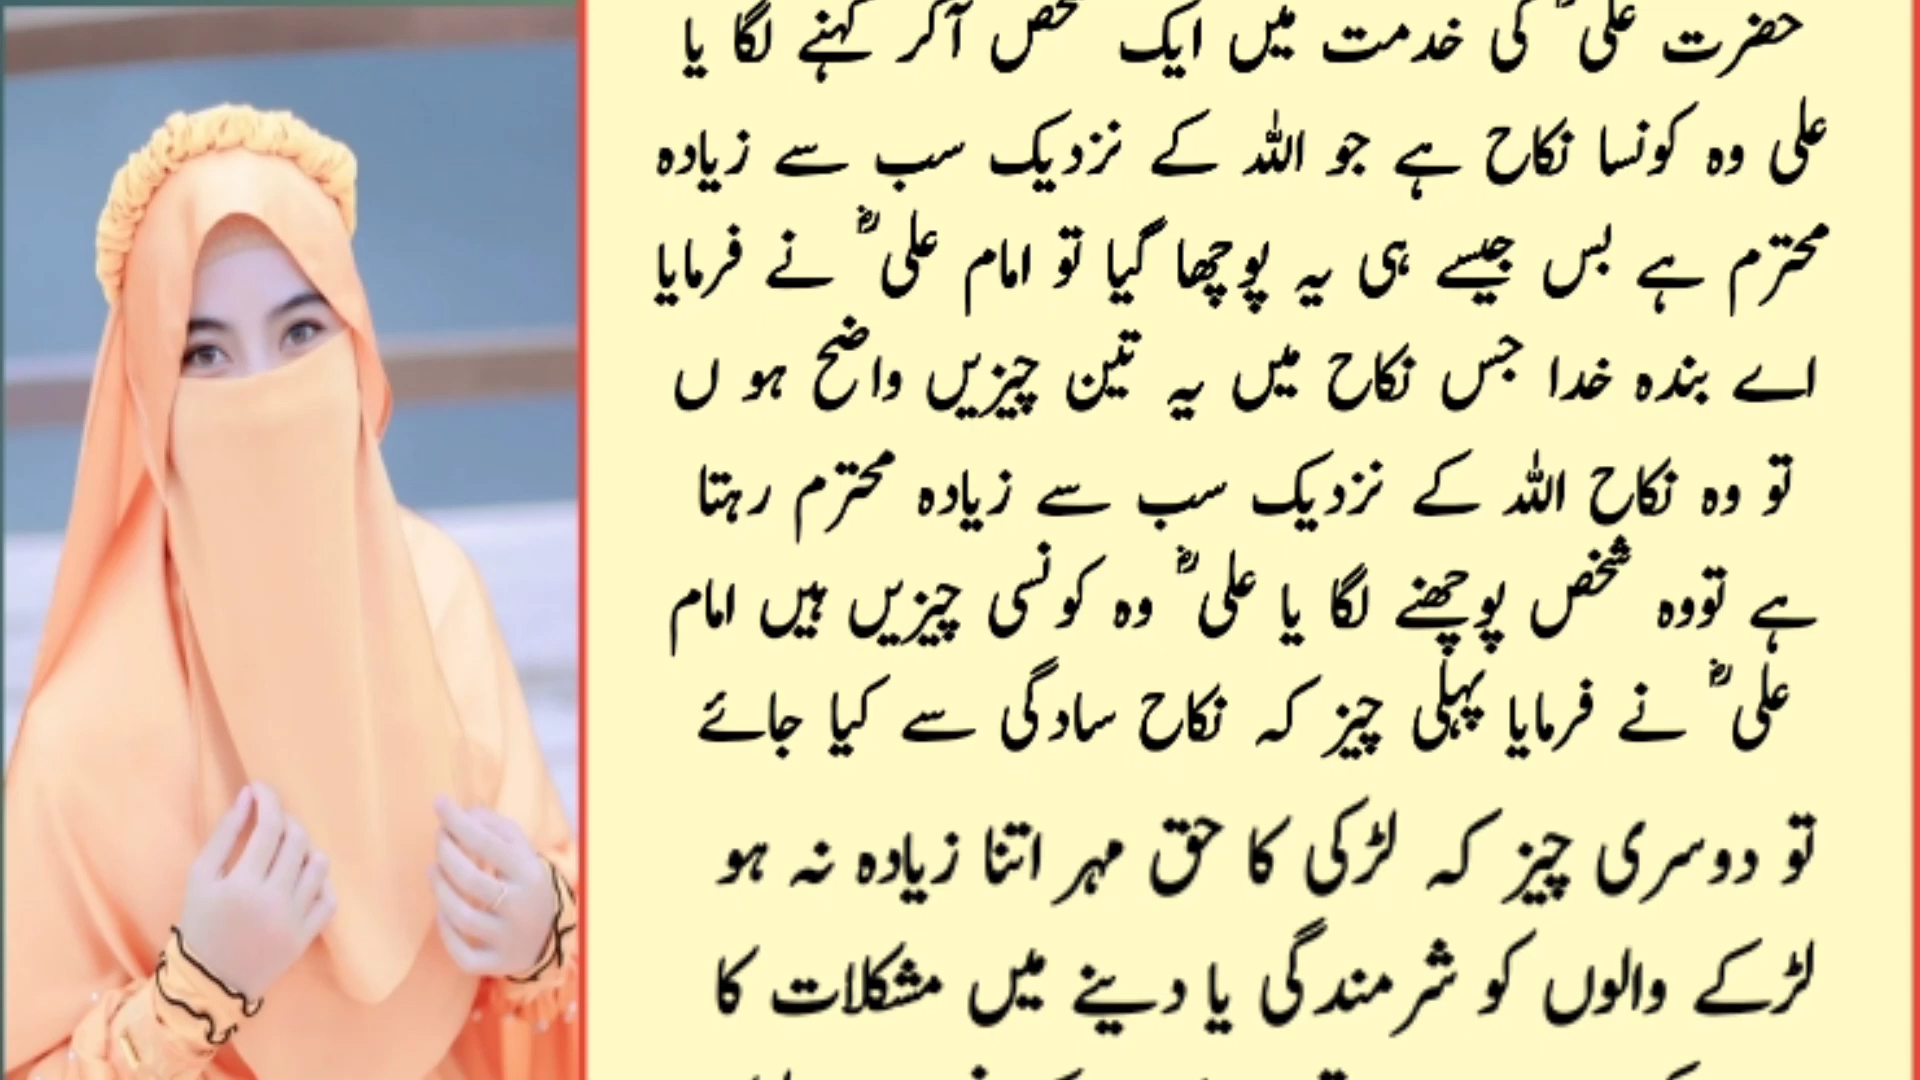 حضرت علیؓ کی خدمت میں ایک شخص آکر کہنے لگا یا
علی وہ کونسا نکاح ہے جو اللہ کے نزدیک سب سے زیادہ
محترم ہے بس جیسے ہی یہ پوچھا گیا تو امام علیؓ نے فرمایا
اے بندہ خدا جس نکاح میں یہ تین چیزیں واضح ہو ں
تو وہ نکاح اللہ کے نزدیک سب سے زیادہ محترم رہتا
ہے تووہ شخص پوچھنے لگا یا علیؓ وہ کونسی چیزیں ہیں امام
علیؓ نے فرمایا پہلی چیز کہ نکاح سادگی سے کیا جائے
تو دوسری چیز کہ لڑکی کا حق مہر اتنا زیادہ نہ ہو
لڑکے والوں کو شرمندگی یا دینے میں مشکلات کا